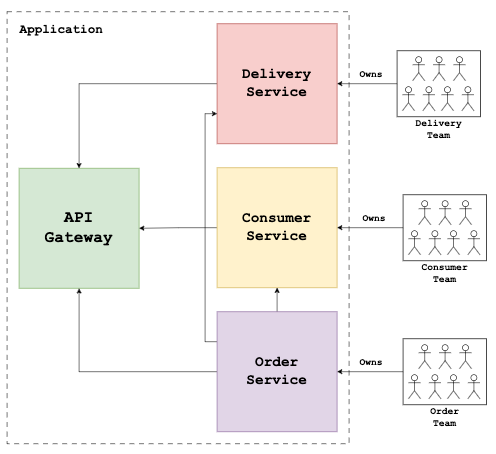 Application
Delivery
Service
Owns
Delivery
Team
API
Gateway
Consumer
Service
Owns
Consumer
Team
Order
Service
Owns
Order
Team